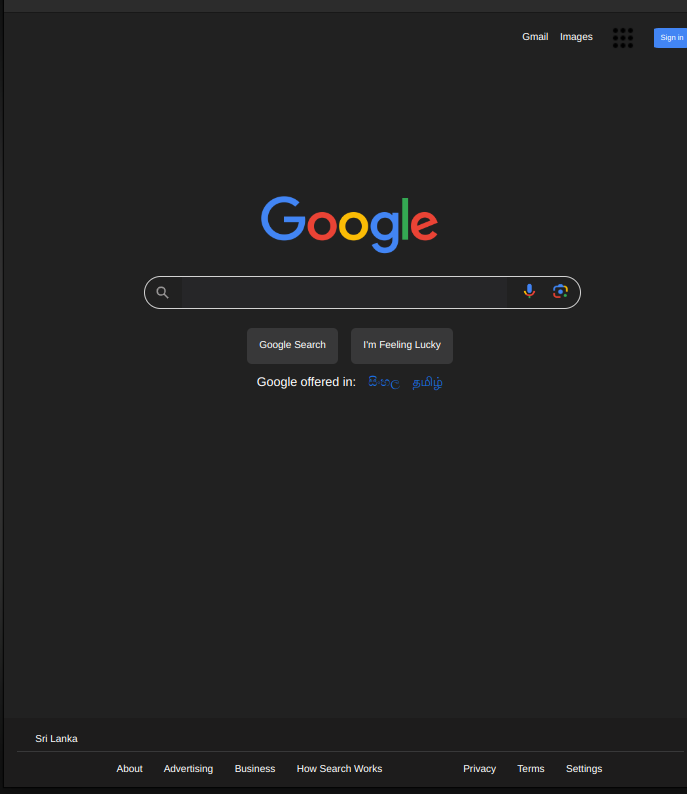 Gmail Images Sign in
Google
Google Search I'm Feeling Lucky
Google offered in: සිංහල தமிழ்
Sri Lanka
About Advertising Business How Search Works Privacy Terms Settings